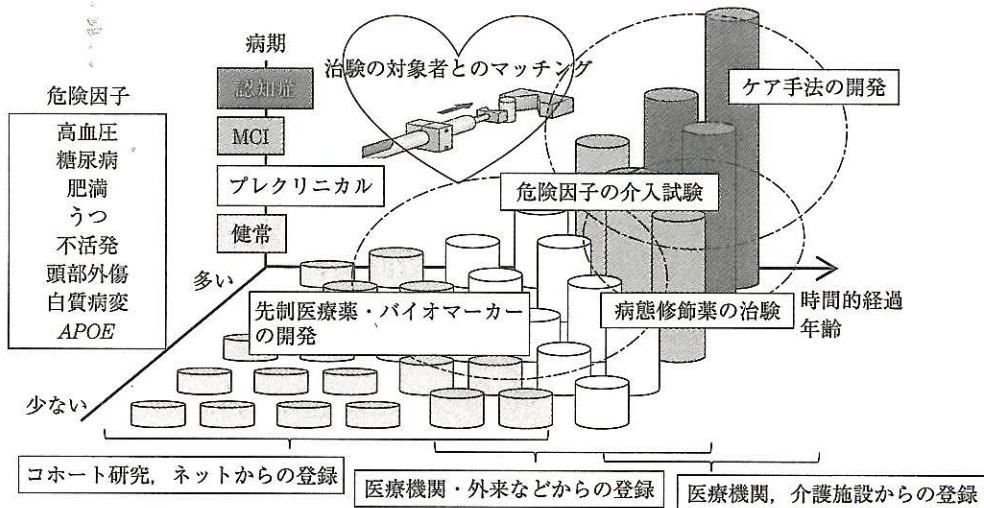 病期
認知症
MCI
プレクリニカル
健常
危険因子
高血圧
糖尿病
肥満
うつ
不活発
頭部外傷
白質病変
APOE
治験の対象者とのマッチング
ケア手法の開発
危険因子の介入試験
先制医療薬・バイオマーカー
の開発
病態修飾薬の治験
多い
少ない
時間的経過
年齢
コホート研究，ネットからの登録
医療機関・外来などからの登録
医療機関，介護施設からの登録